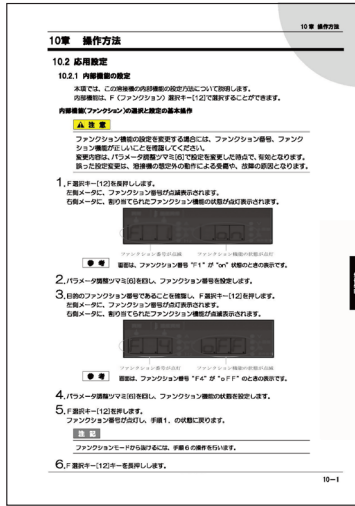 10章 操作方法
10章 操作方法
10.2 応用設定
10.2.1 内部機能の設定
本項では、この溶接機の内部機能の設定方法について説明します。
内部機能は、F（ファンクション）選択キー[12]で選択することができます。
内部機能(ファンクション)の選択と設定の基本操作
注 意
ファンクション機能の設定を変更する場合には、ファンクション番号、ファンク
ション機能が正しいことを確認してください。
変更内容は、パラメータ調整ツマミ[6]で設定を変更した時点で、有効となります。
誤った設定変更は、溶接機の想定外の動作による受傷や、故障の原因となります。
1. F選択キー[12]を長押しします。
左側メータに、ファンクション番号が点滅表示されます。
右側メータに、割り当てられたファンクション機能の状態が点灯表示されます。
ファンクション番号が点滅 ファンクション機能の状態が点灯
参 考 画面は、ファンクション番号 "F1" が "on" 状態のときの表示です。
2. パラメータ調整ツマミ[6]を回し、ファンクション番号を設定します。
3. 目的のファンクション番号であることを確認し、F選択キー[12]を押します。
左側メータに、ファンクション番号が点灯表示されます。
右側メータに、割り当てられたファンクション機能が点滅表示されます。
ファンクション番号が点灯 ファンクション機能の状態が点滅
参 考 画面は、ファンクション番号 "F4" が "oFF" のときの表示です。
4. パラメータ調整ツマミ[6]を回し、ファンクション機能の状態を設定します。
5. F選択キー[12]を押します。
ファンクション番号が点灯し、手順1. の状態に戻ります。
注 記
ファンクションモードから抜けるには、手順6の操作を行います。
6. F選択キー[12]キーを長押しします。
10−1